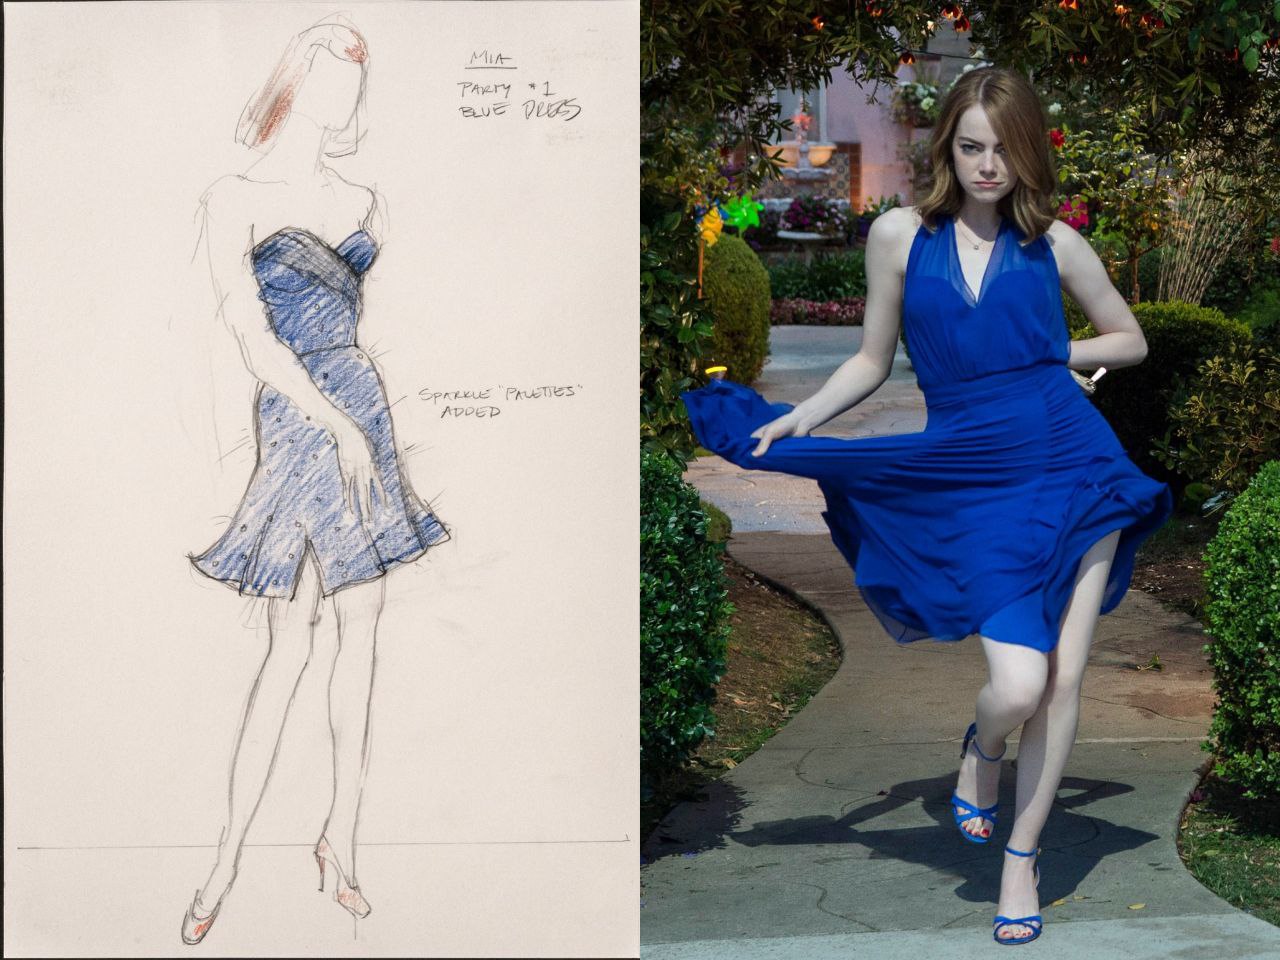 MIA
PARTY #1
BLUE DRESS
SPARKLE "PALETTES"
ADDED